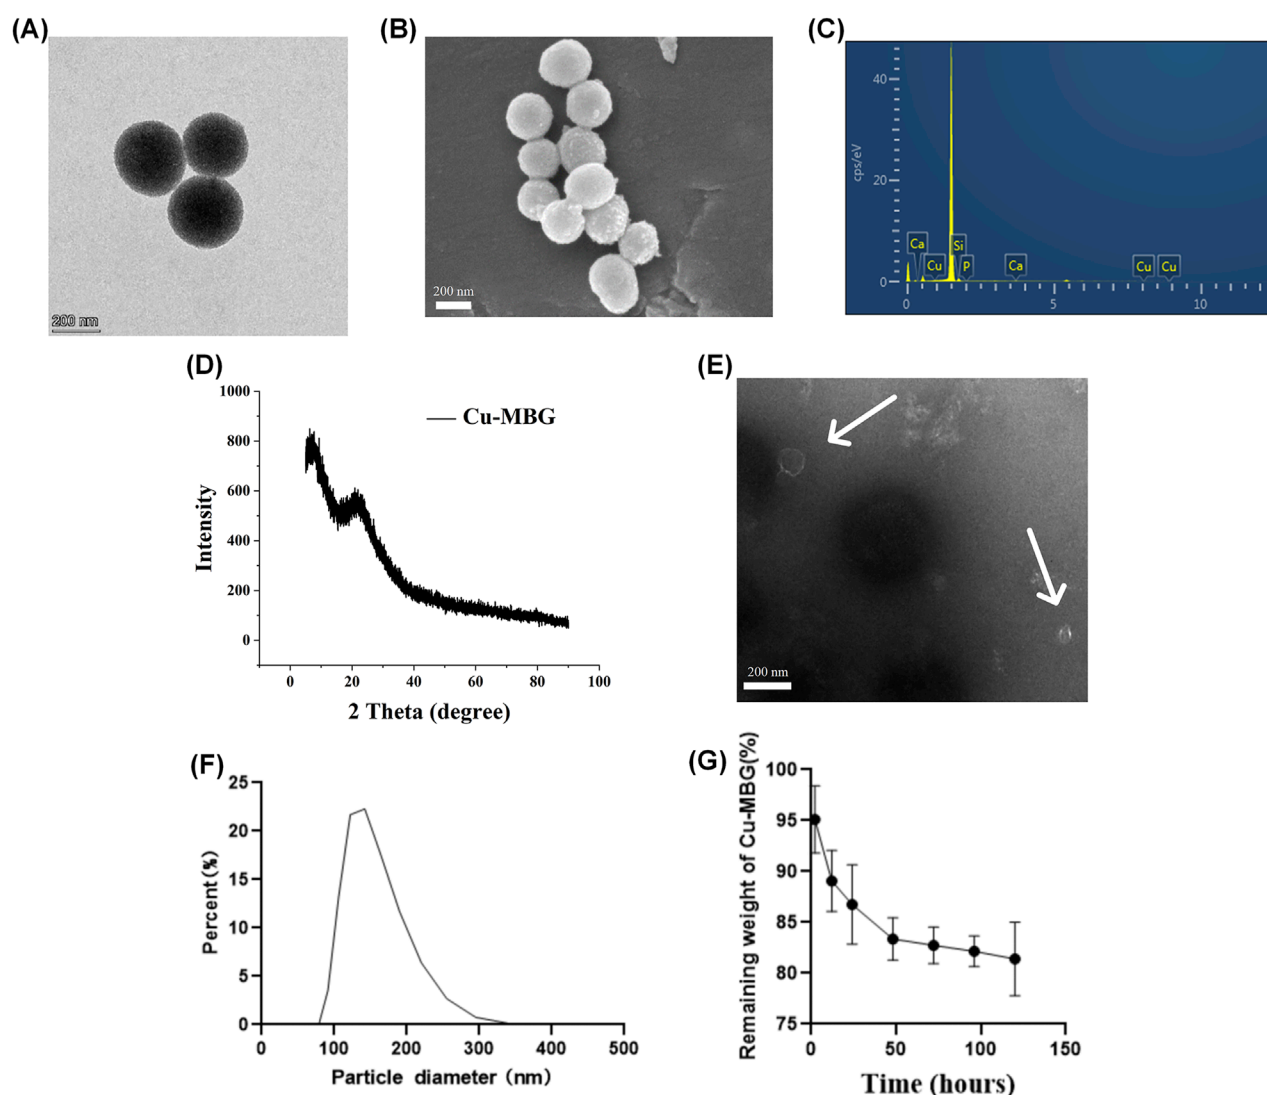 (A)
200 nm
(B)
200 nm
(C)
cps/eV
40
20
0
Ca
Cu
Si
P
Ca
Cu
Cu
0
5
10
(D)
1000
800
600
400
200
0
Intensity
Cu-MBG
0
20
40
60
80
100
2 Theta (degree)
(E)
200 nm
(F)
25
20
15
10
5
0
Percent(%)
0
100
200
300
400
500
Particle diameter (nm)
(G)
100
95
90
85
80
75
Remaining weight of Cu-MBG(%)
0
50
100
150
Time (hours)